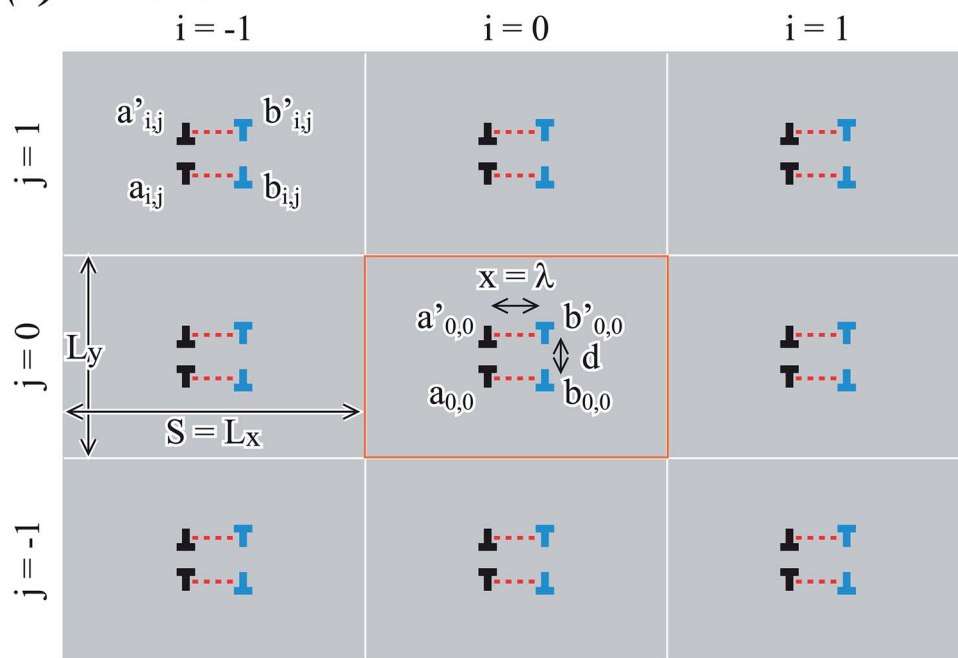 i = -1 i = 0 i = 1
j = 1
a'i,j b'i,j
ai,j bi,j
j = 0
x = λ
a'0,0 b'0,0
Ly
d
a0,0 b0,0
S = Lx
j = -1